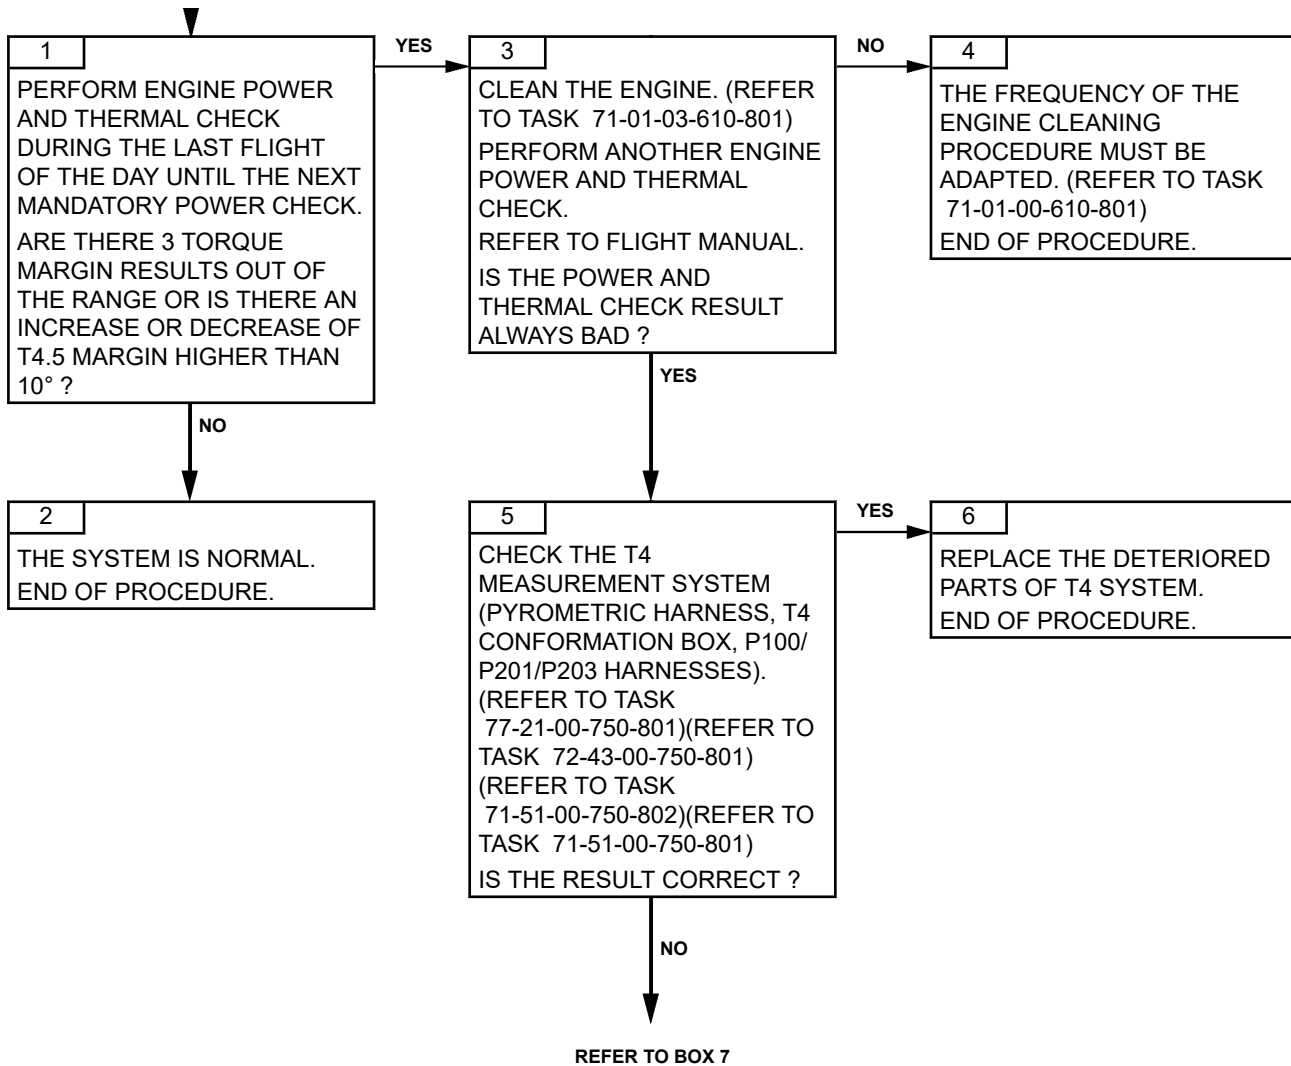 1
PERFORM ENGINE POWER
AND THERMAL CHECK
DURING THE LAST FLIGHT
OF THE DAY UNTIL THE NEXT
MANDATORY POWER CHECK.
ARE THERE 3 TORQUE
MARGIN RESULTS OUT OF
THE RANGE OR IS THERE AN
INCREASE OR DECREASE OF
T4.5 MARGIN HIGHER THAN
10° ?
YES
NO
2
THE SYSTEM IS NORMAL.
END OF PROCEDURE.
3
CLEAN THE ENGINE. (REFER
TO TASK 71-01-03-610-801)
PERFORM ANOTHER ENGINE
POWER AND THERMAL
CHECK.
REFER TO FLIGHT MANUAL.
IS THE POWER AND
THERMAL CHECK RESULT
ALWAYS BAD ?
NO
YES
4
THE FREQUENCY OF THE
ENGINE CLEANING
PROCEDURE MUST BE
ADAPTED. (REFER TO TASK
71-01-00-610-801)
END OF PROCEDURE.
5
CHECK THE T4
MEASUREMENT SYSTEM
(PYROMETRIC HARNESS, T4
CONFORMATION BOX, P100/
P201/P203 HARNESSES).
(REFER TO TASK
77-21-00-750-801)(REFER TO
TASK 72-43-00-750-801)
(REFER TO TASK
71-51-00-750-802)(REFER TO
TASK 71-51-00-750-801)
IS THE RESULT CORRECT ?
YES
NO
6
REPLACE THE DETERIORED
PARTS OF T4 SYSTEM.
END OF PROCEDURE.
REFER TO BOX 7